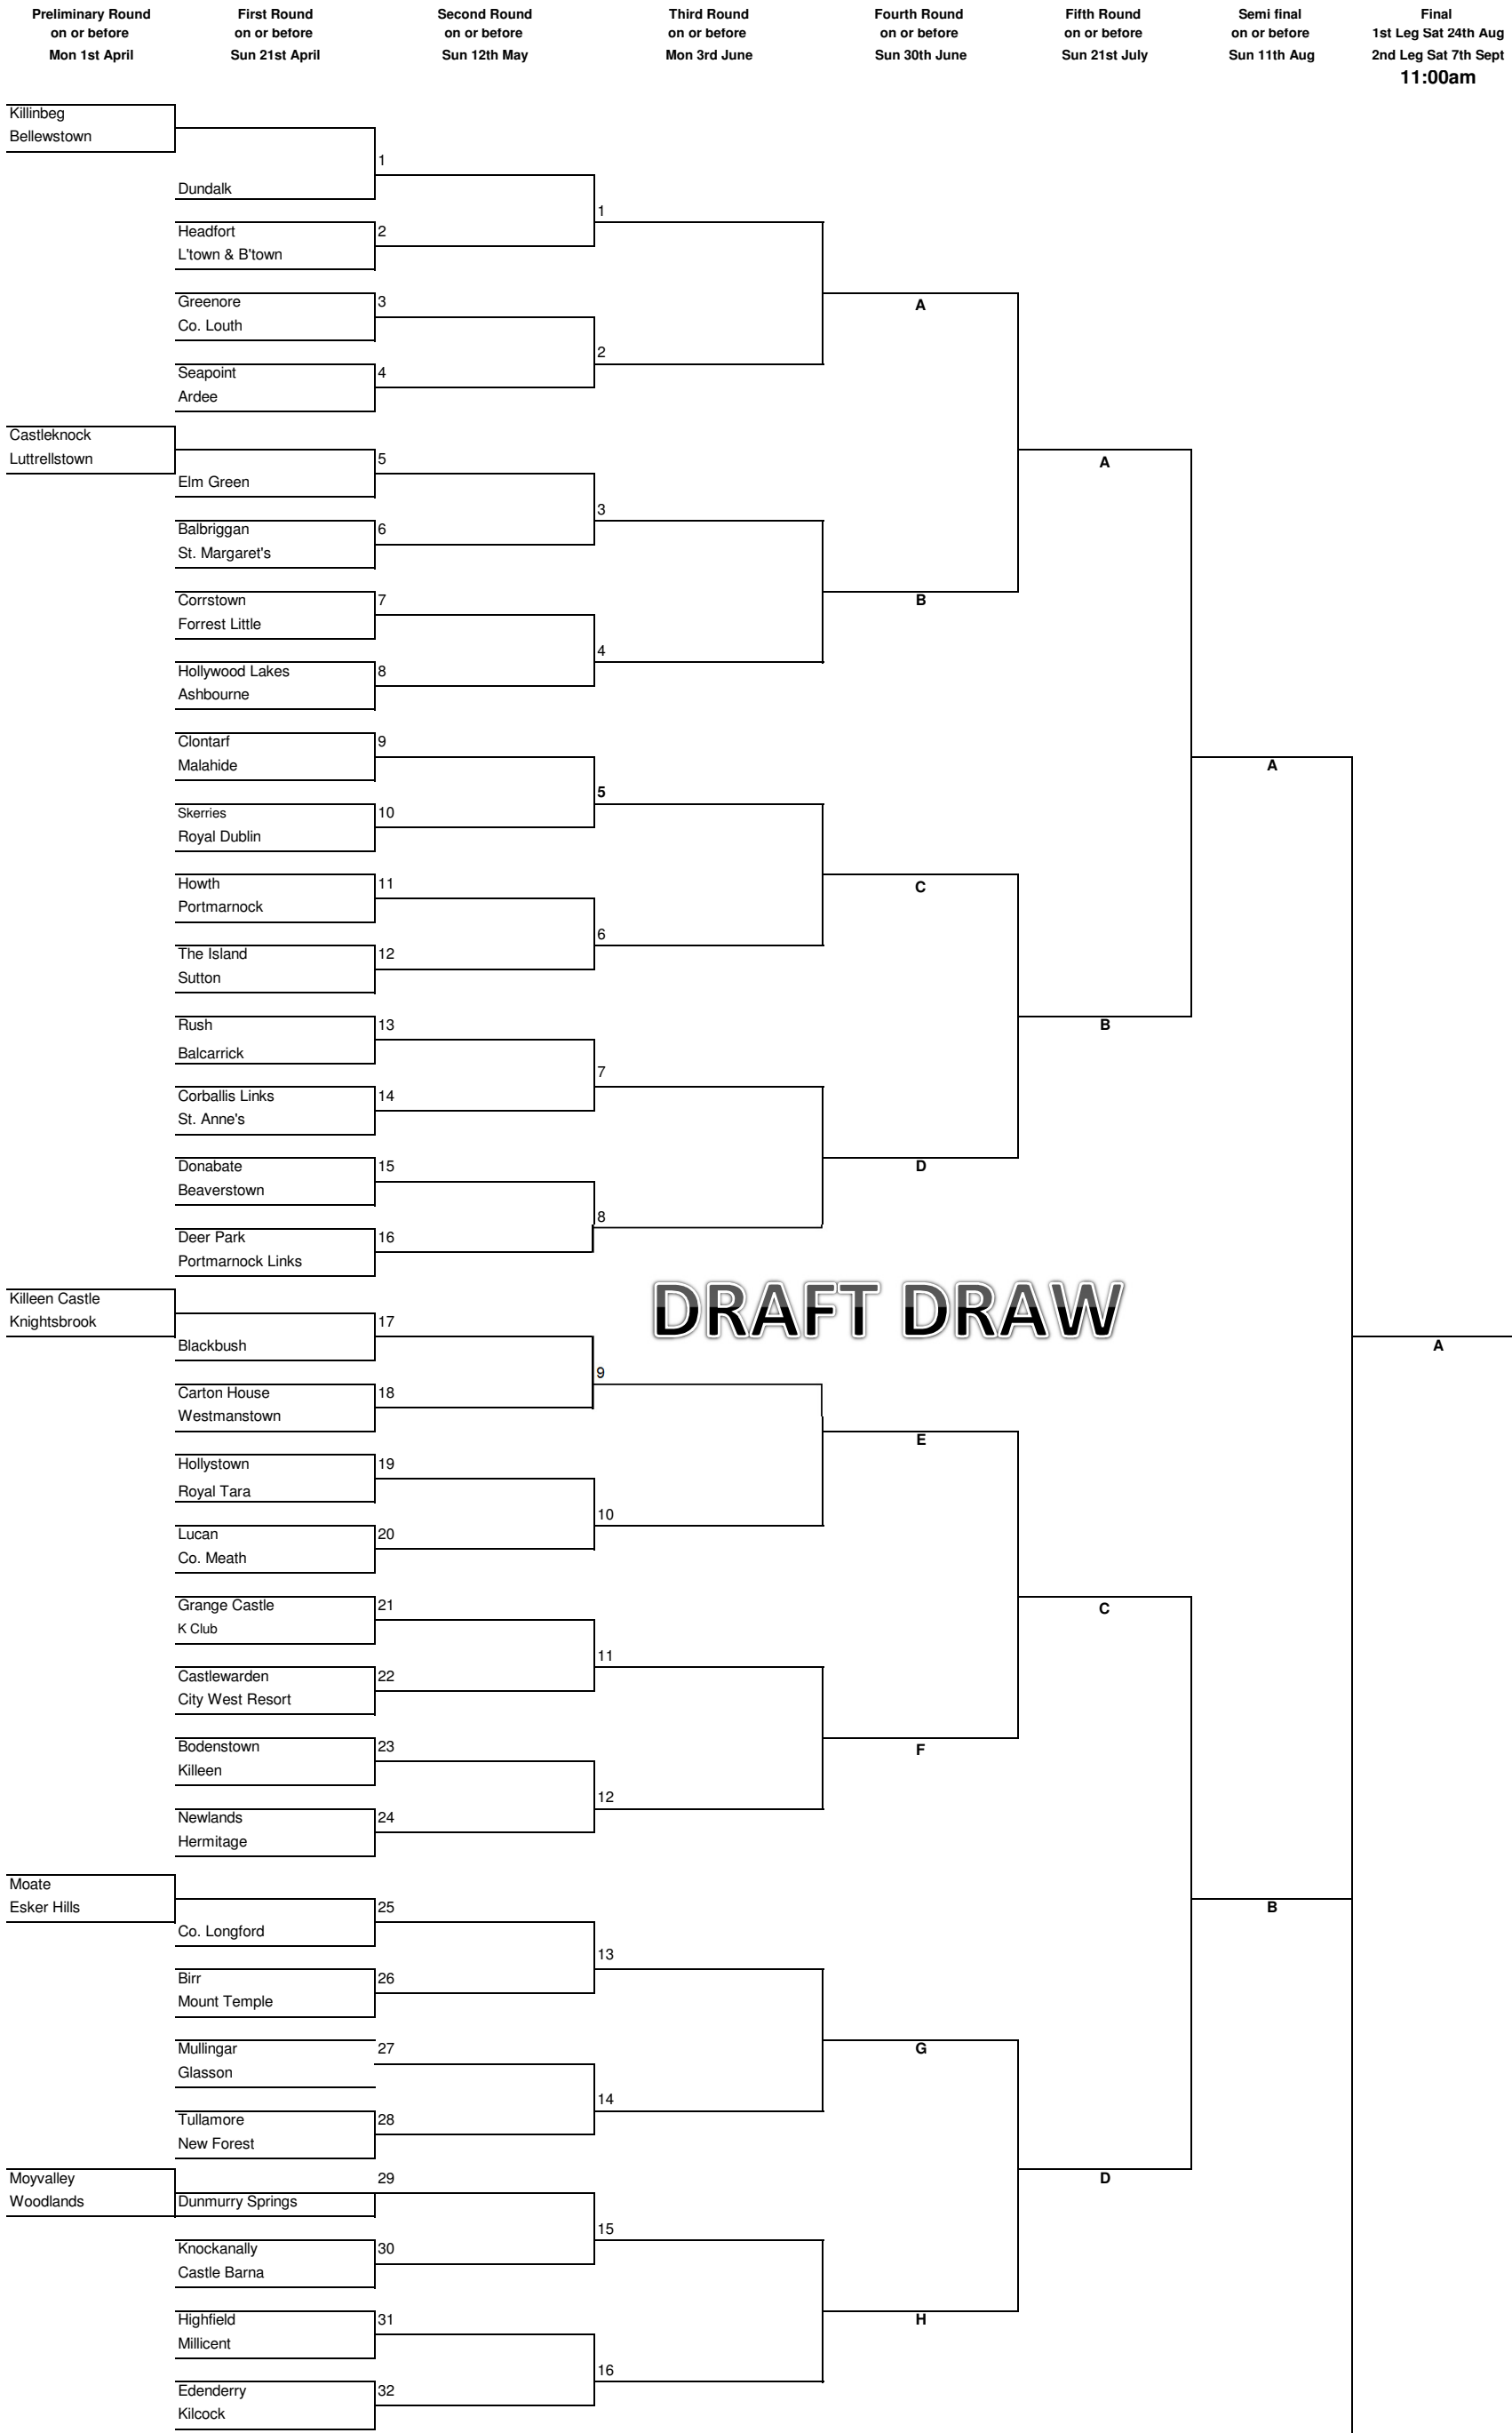 Preliminary Round First Round Second Round Third Round Fourth Round Fifth Round Semi final Final
on or before on or before on or before on or before on or before on or before on or before 1st Leg Sat 24th Aug
Mon 1st April Sun 21st April Sun 12th May Mon 3rd June Sun 30th June Sun 21st July Sun 11th Aug 2nd Leg Sat 7th Sept
11:00am
Killinbeg
Bellewstown
1
Dundalk
1
Headfort 2
L'town & B'town
Greenore 3
A
Co. Louth
2
Seapoint 4
Ardee
Castleknock
Luttrellstown 5 A
Elm Green
3
Balbriggan 6
St. Margaret's
Corrstown 7 B
Forrest Little
4
Hollywood Lakes 8
Ashbourne
Clontarf 9
Malahide A
5
Skerries 10
Royal Dublin
Howth 11 C
Portmarnock
6
The Island 12
Sutton
Rush 13 B
Balcarrick
7
Corballis Links 14
St. Anne's
Donabate 15 D
Beaverstown
8
Deer Park 16
Portmarnock Links
Killeen Castle
DRAFT DRAW
Knightsbrook 17
Blackbush A
9
Carton House 18
Westmanstown
E
Hollystown 19
Royal Tara
10
Lucan 20
Co. Meath
Grange Castle 21 C
K Club
11
Castlewarden 22
City West Resort
Bodenstown 23 F
Killeen
12
Newlands 24
Hermitage
Moate
Esker Hills 25 B
Co. Longford
13
Birr 26
Mount Temple
Mullingar 27 G
Glasson
14
Tullamore 28
New Forest
Moyvalley 29 D
Woodlands Dunmurry Springs
15
Knockanally 30
Castle Barna
Highfield 31 H
Millicent
16
Edenderry 32
Kilcock